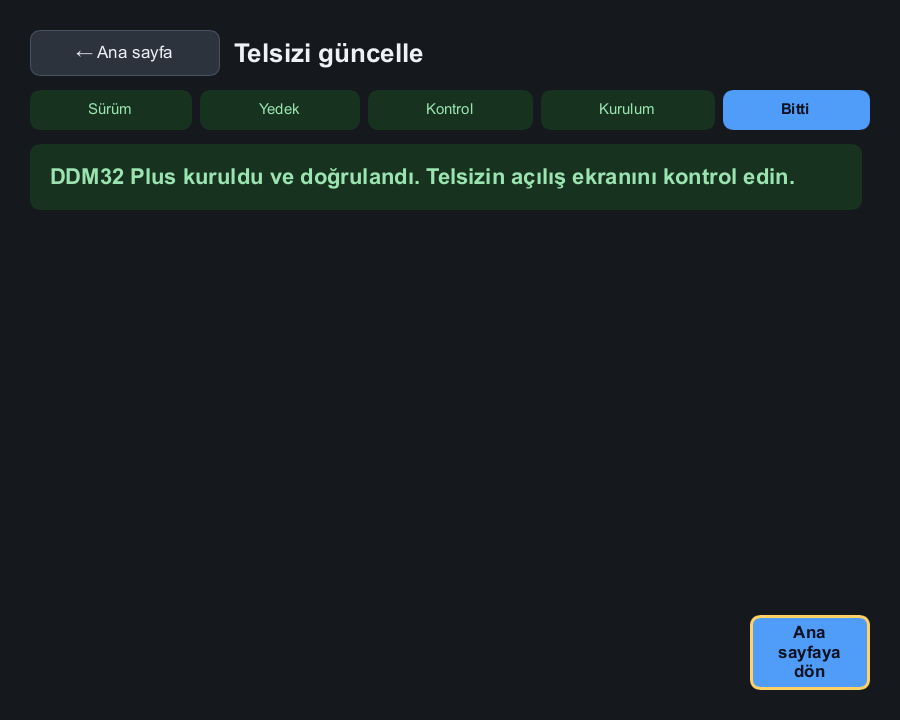 ← Ana sayfa
Telsizi güncelle
Sürüm
Yedek
Kontrol
Kurulum
Bitti
DDM32 Plus kuruldu ve doğrulandı. Telsizin açılış ekranını kontrol edin.
Ana
sayfaya
dön